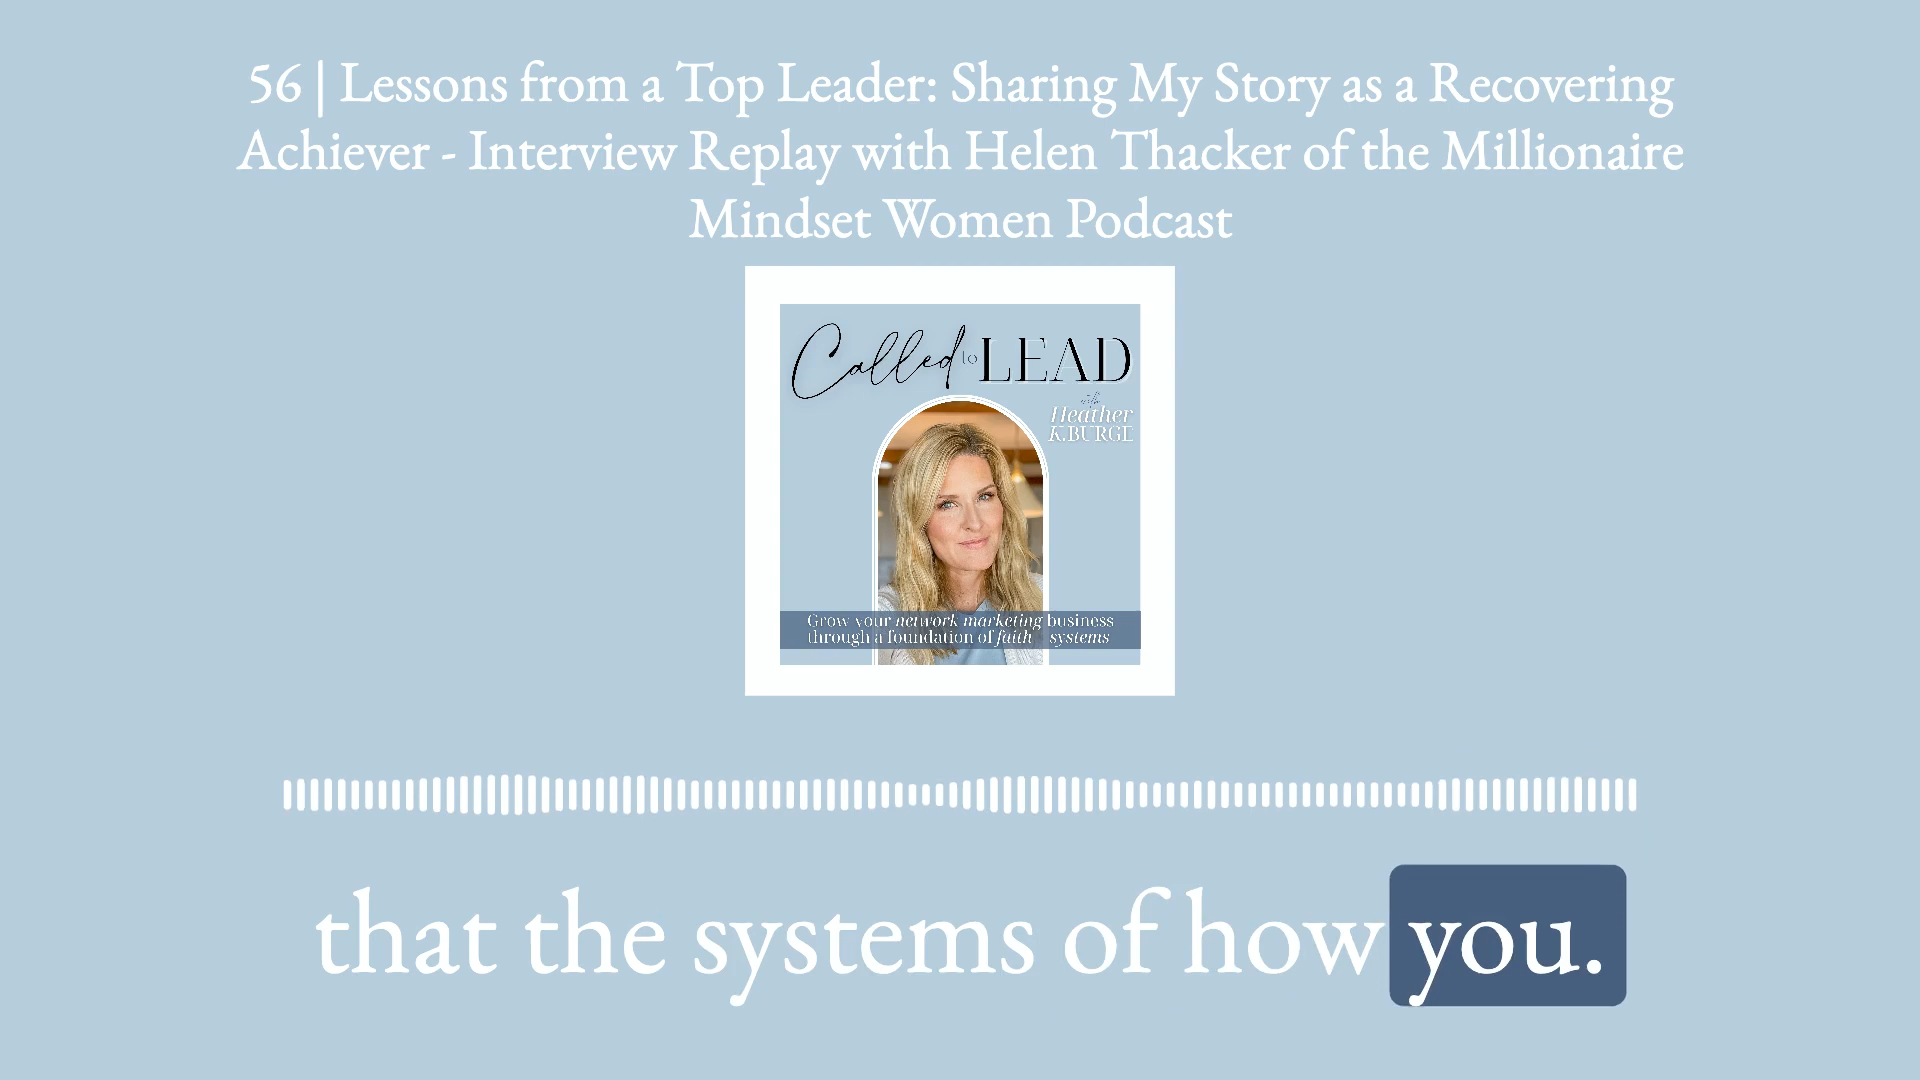 56 | Lessons from a Top Leader: Sharing My Story as a Recovering
Achiever - Interview Replay with Helen Thacker of the Millionaire
Mindset Women Podcast
Called to LEAD
with
Heather
K.BURGE
Grow your network marketing business
through a foundation of faith systems
that the systems of how you.